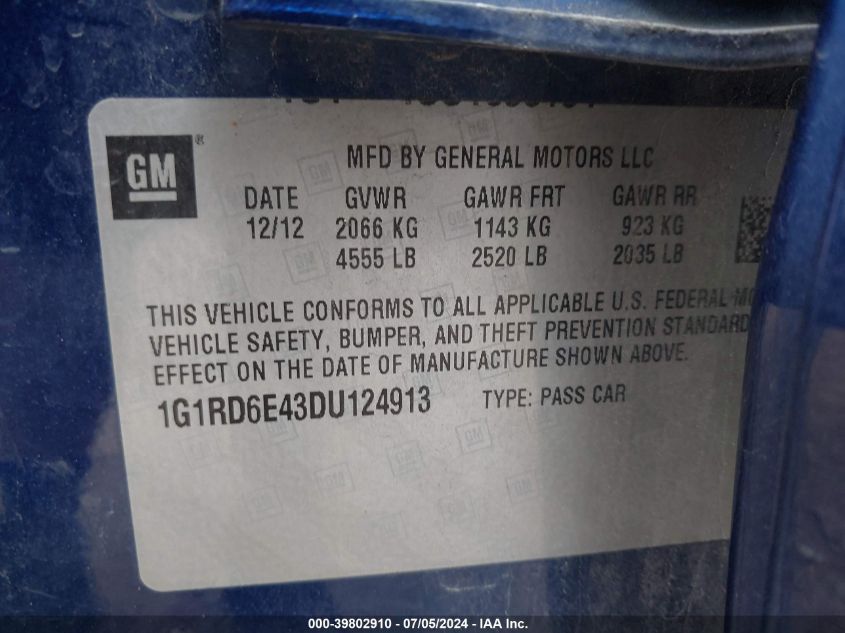 GM ®
MFD BY GENERAL MOTORS LLC
DATE GVWR GAWR FRT GAWR RR
12/12 2066 KG 1143 KG 923 KG
4555 LB 2520 LB 2035 LB
THIS VEHICLE CONFORMS TO ALL APPLICABLE U.S. FEDERAL
VEHICLE SAFETY, BUMPER, AND THEFT PREVENTION STANDARD
EFFECT ON THE DATE OF MANUFACTURE SHOWN ABOVE.
1G1RD6E43DU124913 TYPE: PASS CAR
000-39802910 / 07/05/2024 - IAA Inc.